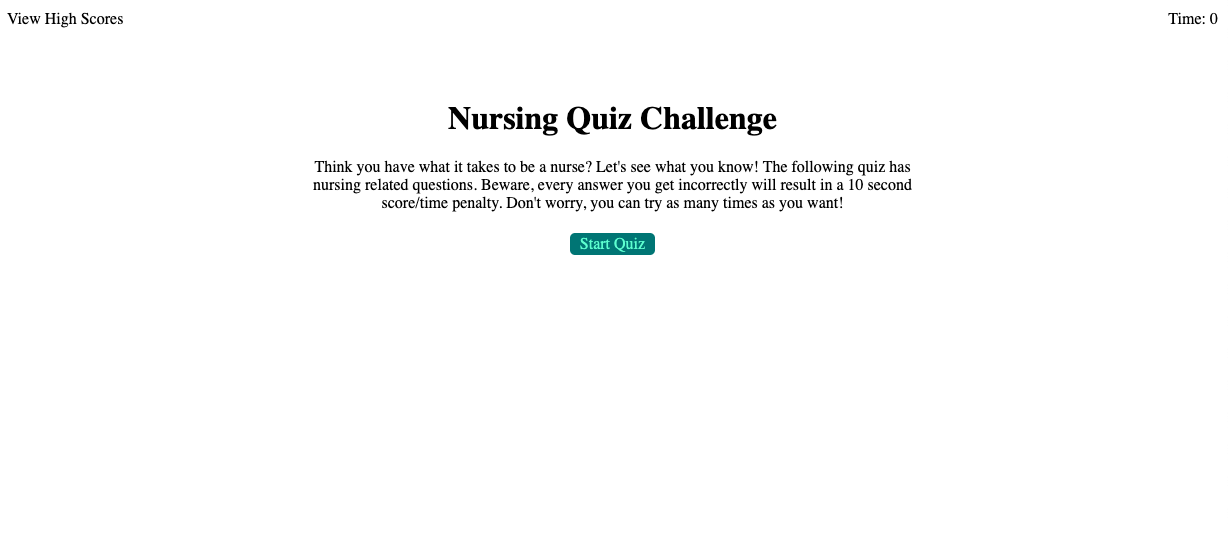 View High Scores
Time: 0
Nursing Quiz Challenge
Think you have what it takes to be a nurse? Let's see what you know! The following quiz has
nursing related questions. Beware, every answer you get incorrectly will result in a 10 second
score/time penalty. Don't worry, you can try as many times as you want!
Start Quiz